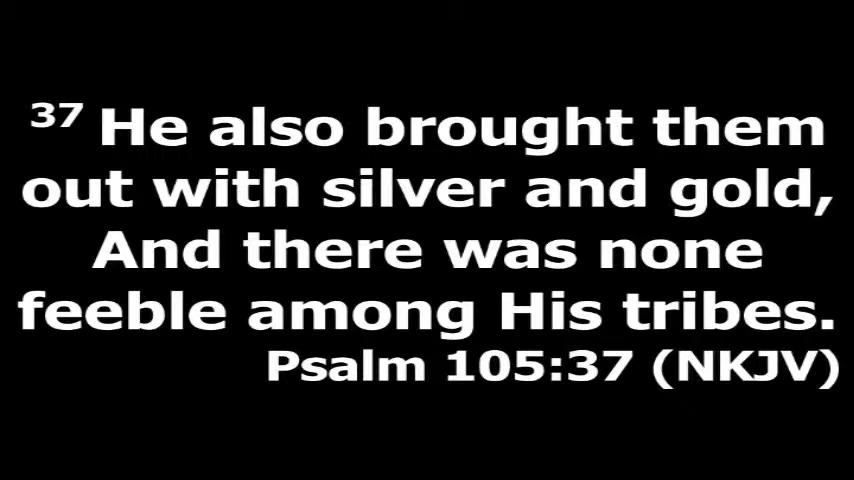 37 He also brought them
out with silver and gold,
And there was none
feeble among His tribes.
Psalm 105:37 (NKJV)